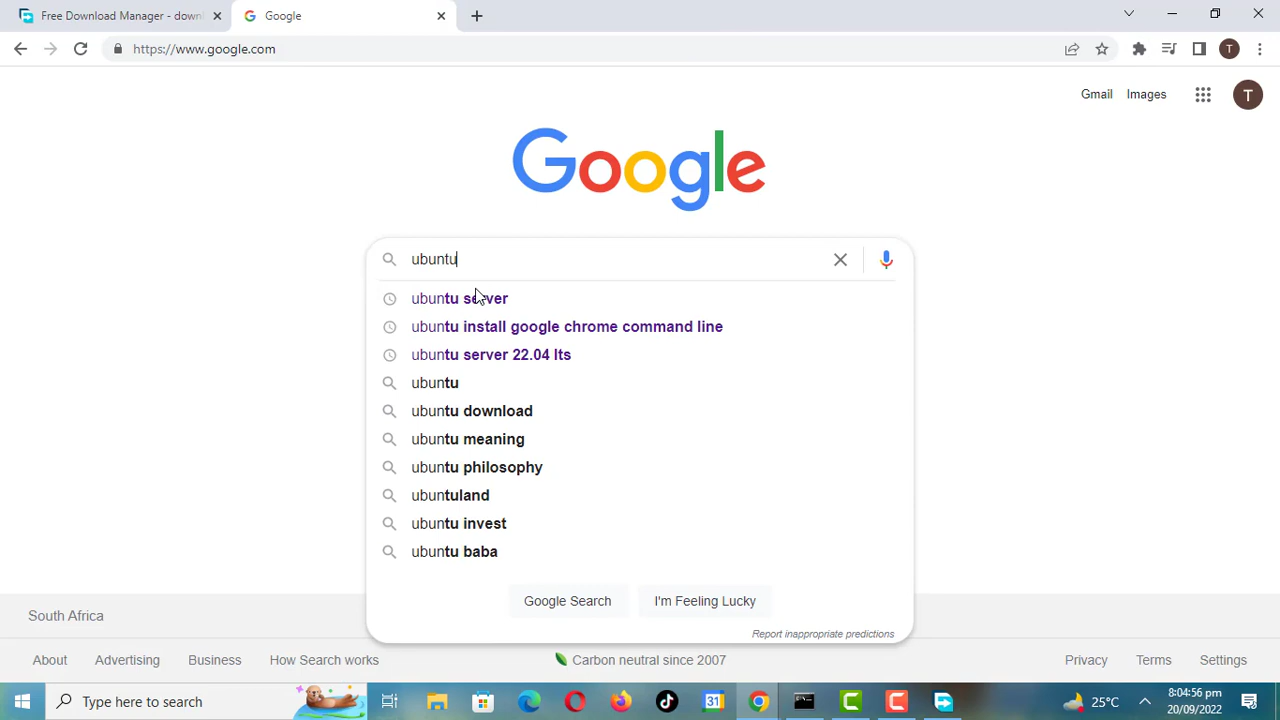 Free Download Manager - down
Google
https://www.google.com
T
Gmail
Images
T
Google
ubuntu
ubuntu server
ubuntu install google chrome command line
ubuntu server 22.04 lts
ubuntu
ubuntu download
ubuntu meaning
ubuntu philosophy
ubuntuland
ubuntu invest
ubuntu baba
Google Search
I'm Feeling Lucky
Report inappropriate predictions
South Africa
About
Advertising
Business
How Search works
Carbon neutral since 2007
Privacy
Terms
Settings
Type here to search
31
25°C
8:04:56 pm
20/09/2022